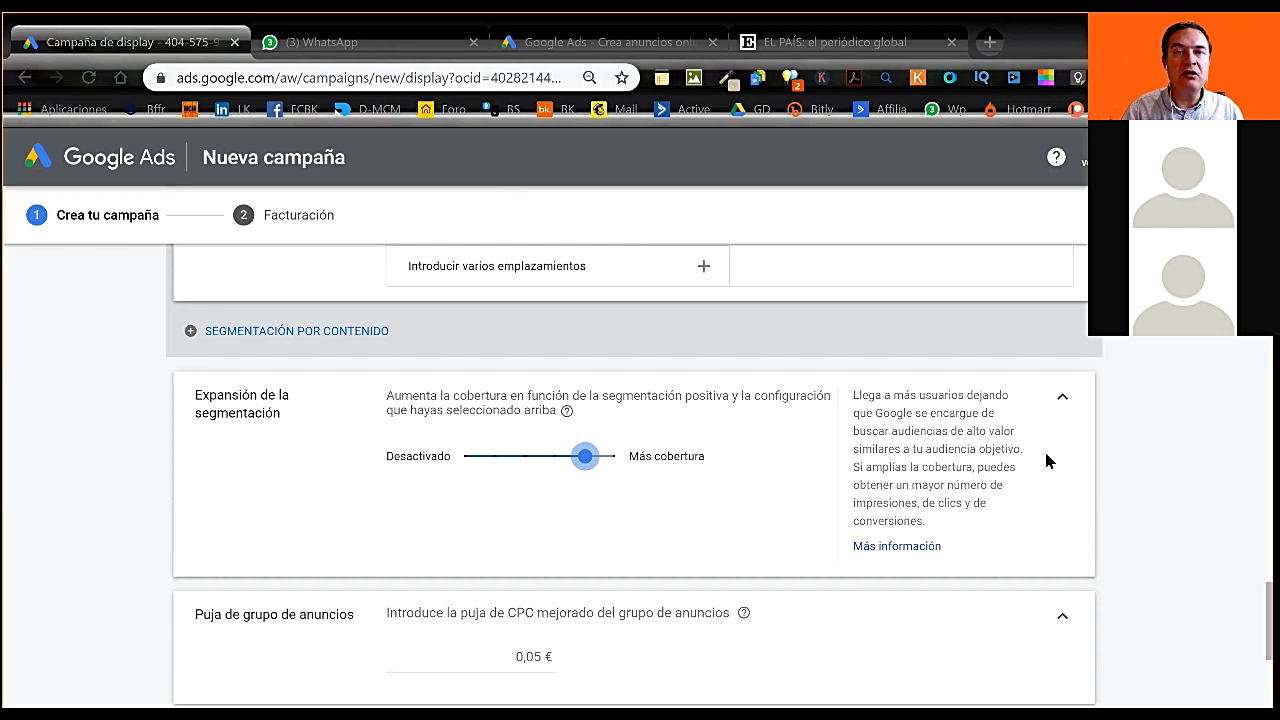 Campaña de display - 404-575-9
(3) WhatsApp
Google Ads - Crea anuncios onli
EL PAÍS: el periódico global
ads.google.com/aw/campaigns/new/display?ocid=40282144...
Aplicaciones
Bffr
LK
FCBK
D-MCM
Foro
BS
BK
Mail
Active
GD
Bitly
Affilia.
Wp
Hotmart
Google Ads
Nueva campaña
1 Crea tu campaña
2 Facturación
Introducir varios emplazamientos
SEGMENTACIÓN POR CONTENIDO
Expansión de la
segmentación
Aumenta la cobertura en función de la segmentación positiva y la configuración
que hayas seleccionado arriba
Desactivado
Más cobertura
Llega a más usuarios dejando
que Google se encargue de
buscar audiencias de alto valor
similares a tu audiencia objetivo.
Si amplías la cobertura, puedes
obtener un mayor número de
impresiones, de clics y de
conversiones.
Más información
Puja de grupo de anuncios
Introduce la puja de CPC mejorado del grupo de anuncios
0,05 €